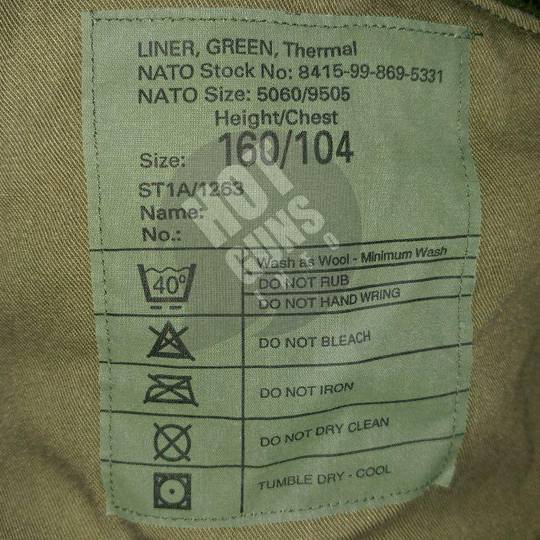 LINER, GREEN, Thermal
NATO Stock No: 8415-99-869-5331
NATO Size: 5060/9505
Height/Chest
Size: 160/104
ST1A/1263
Name:
No.:
Wash as Wool - Minimum Wash
40° DO NOT RUB
DO NOT HAND WRING
DO NOT BLEACH
DO NOT IRON
DO NOT DRY CLEAN
TUMBLE DRY - COOL
HOT
GUNS.